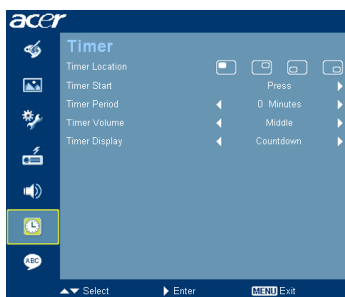 acer
Timer
Timer Location
Timer Start Press
Timer Period 0 Minutes
Timer Volume Middle
Timer Display Countdown
ABC
Select Enter MENU Exit